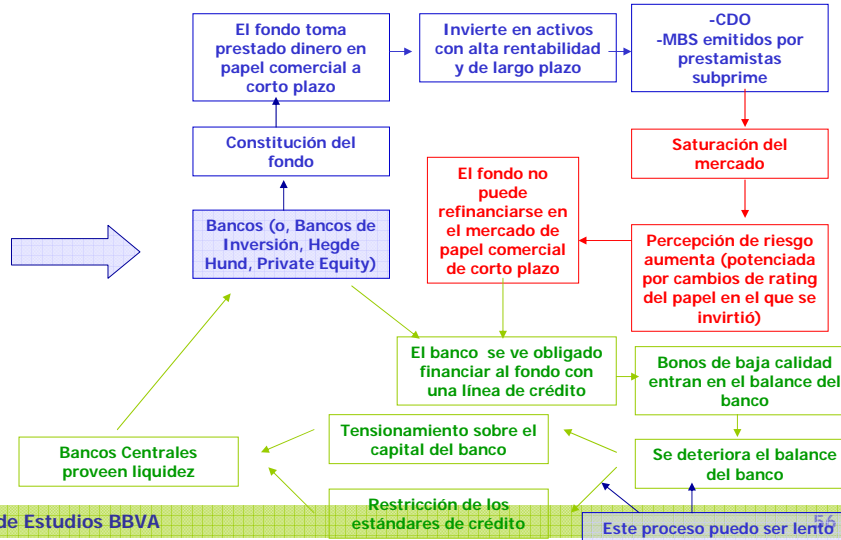 El fondo toma
prestado dinero en
papel comercial a
corto plazo
Invierte en activos
con alta rentabilidad
y de largo plazo
-CDO
-MBS emitidos por
prestamistas
subprime
Constitución del
fondo
Saturación del
mercado
El fondo no
puede
refinanciarse en
el mercado de
papel comercial
de corto plazo
Bancos (o, Bancos de
Inversión, Hegde
Hund, Private Equity)
Percepción de riesgo
aumenta (potenciada
por cambios de rating
del papel en el que se
invirtió)
El banco se ve obligado
financiar al fondo con
una línea de crédito
Bonos de baja calidad
entran en el balance del
banco
Tensionamiento sobre el
capital del banco
Bancos Centrales
proveen liquidez
Se deteriora el balance
del banco
Restricción de los
estándares de crédito
de Estudios BBVA
Este proceso puedo ser lento
56